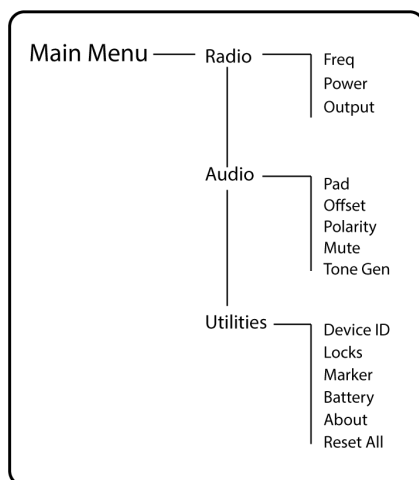 Main Menu
Radio
Freq
Power
Output
Audio
Pad
Offset
Polarity
Mute
Tone Gen
Utilities
Device ID
Locks
Marker
Battery
About
Reset All